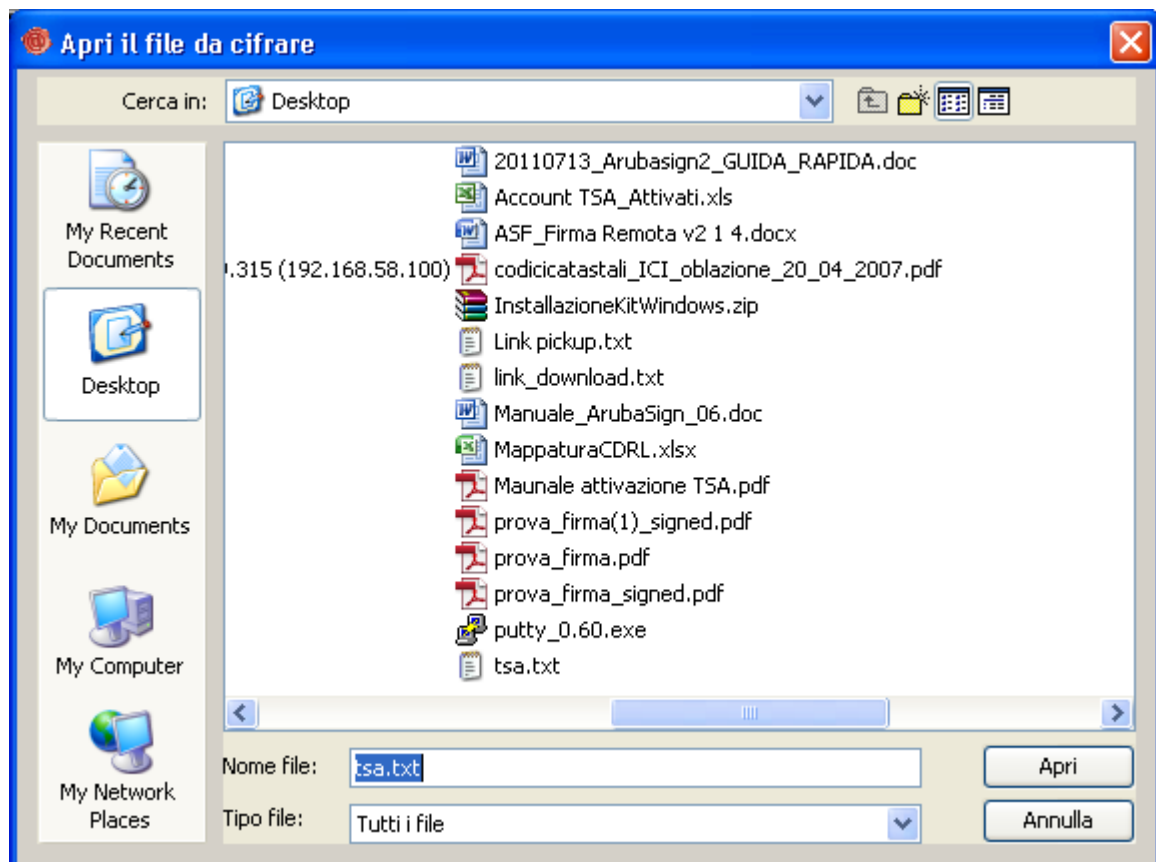 Apri il file da cifrare
Cerca in:
Desktop
My Recent
Documents
Desktop
My Documents
My Computer
My Network
Places
20110713_Arubasign2_GUIDA_RAPIDA.doc
Account TSA_Attivati.xls
ASF_Firma Remota v2 1 4.docx
.315 (192.168.58.100) codicicatastali_ICI_oblazione_20_04_2007.pdf
InstallazioneKitWindows.zip
Link pickup.txt
link_download.txt
Manuale_ArubaSign_06.doc
MappaturaCDRL.xlsx
Maunale attivazione TSA.pdf
prova_firma(1)_signed.pdf
prova_firma.pdf
prova_firma_signed.pdf
putty_0.60.exe
tsa.txt
Nome file:
tsa.txt
Apri
Tipo file:
Tutti i file
Annulla